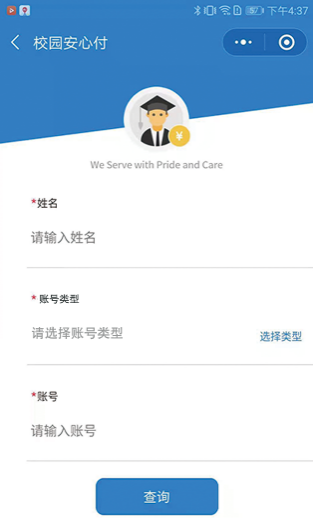 57 下午4:37
校园安心付
¥
We Serve with Pride and Care
*姓名
请输入姓名
* 账号类型
请选择账号类型 选择类型
*账号
请输入账号
查询